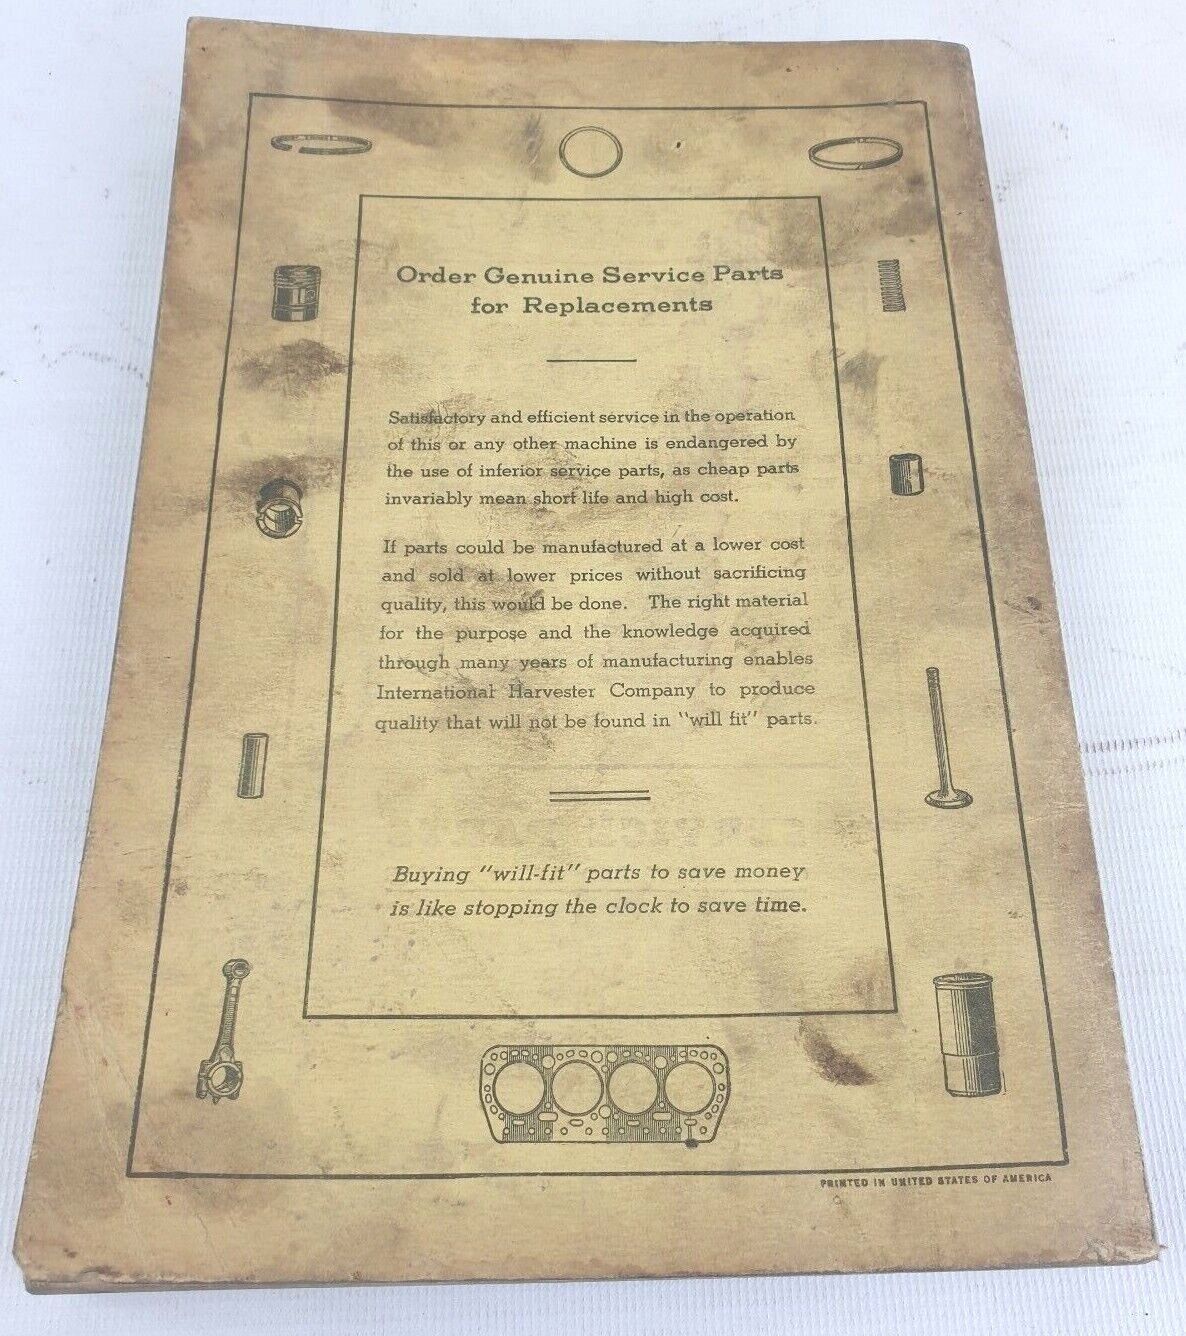 Order Genuine Service Parts
for Replacements
Satisfactory and efficient service in the operation
of this or any other machine is endangered by
the use of inferior service parts, as cheap parts
invariably mean short life and high cost.
If parts could be manufactured at a lower cost
and sold at lower prices without sacrificing
quality, this would be done. The right material
for the purpose and the knowledge acquired
through many years of manufacturing enables
International Harvester Company to produce
quality that will not be found in "will fit" parts.
Buying "will-fit" parts to save money
is like stopping the clock to save time.
PRINTED IN UNITED STATES OF AMERICA